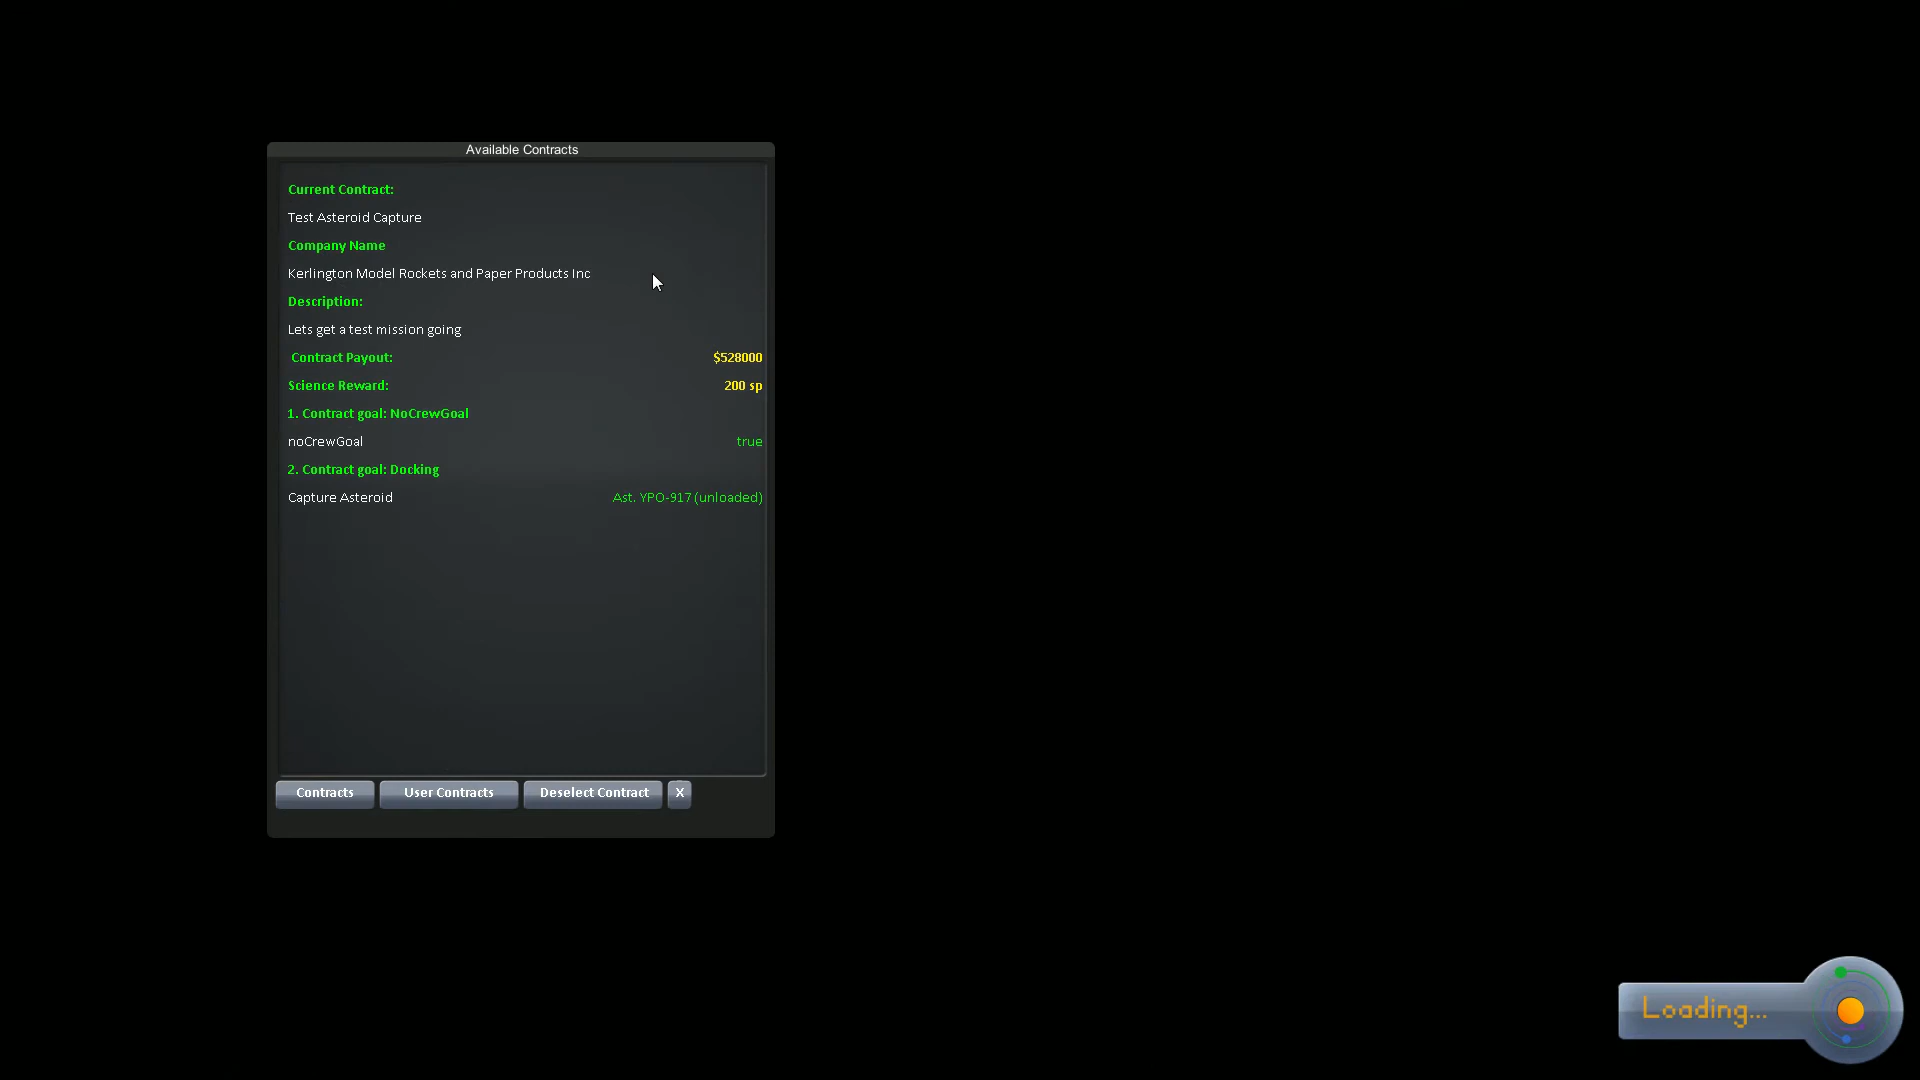 Available Contracts
Current Contract:
Test Asteroid Capture
Company Name
Kerlington Model Rockets and Paper Products Inc
Description:
Lets get a test mission going
Contract Payout: $528000
Science Reward: 200 sp
1. Contract goal: NoCrewGoal
noCrewGoal true
2. Contract goal: Docking
Capture Asteroid Ast. YPO-917 (unloaded)
Contracts User Contracts Deselect Contract X
Loading...